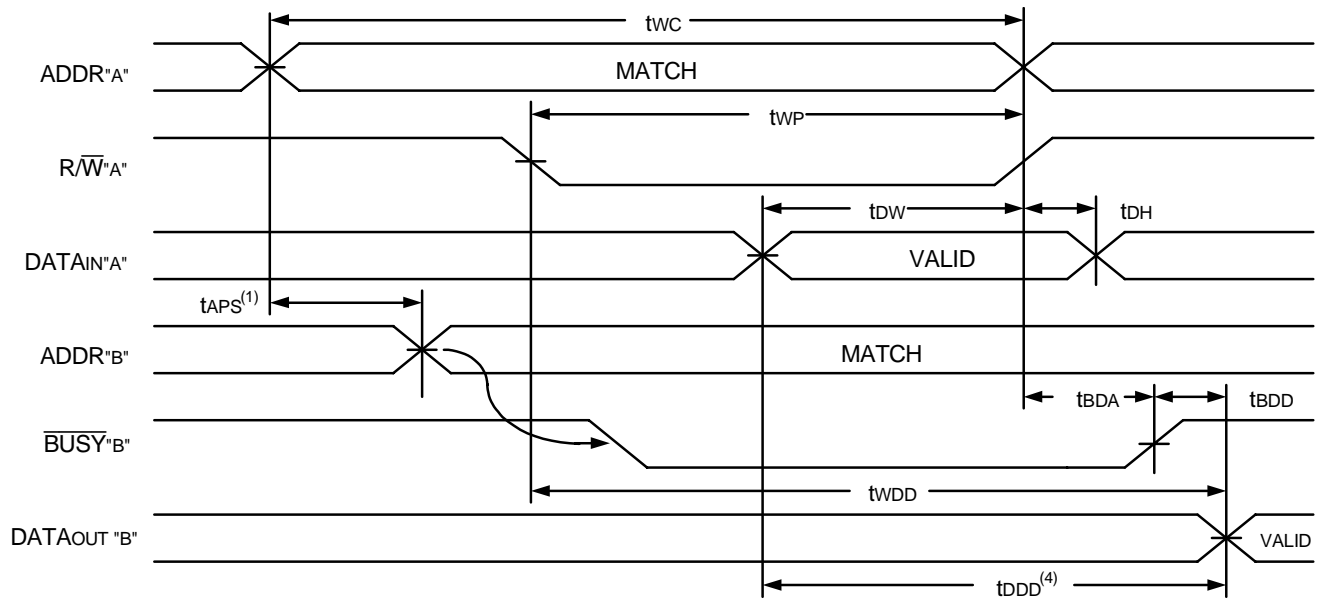 tWC
ADDR"A" MATCH
tWP
R/W̅"A"
tDW tDH
DATAIN"A" VALID
tAPS(1)
ADDR"B" MATCH
tBDA tBDD
B̅U̅S̅Y̅"B"
tWDD
DATAOUT "B" VALID
tDDD(4)